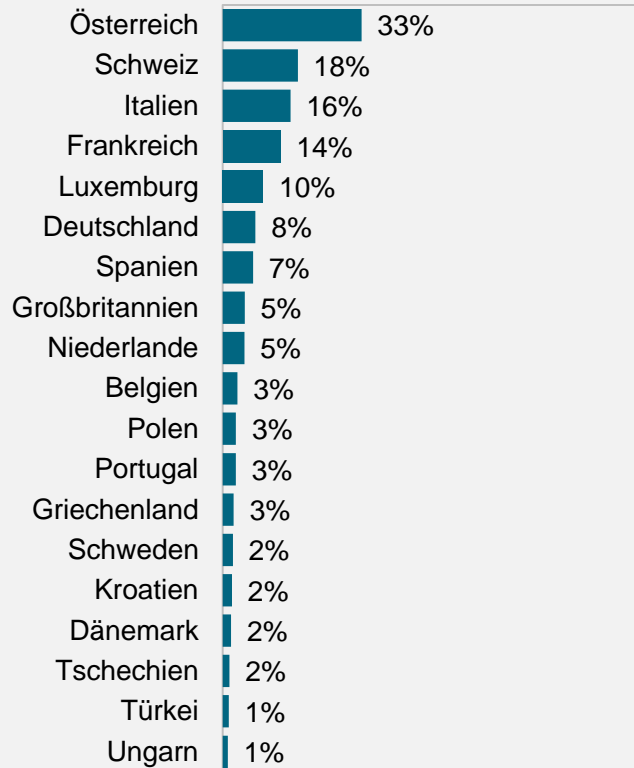 Österreich 33%
Schweiz 18%
Italien 16%
Frankreich 14%
Luxemburg 10%
Deutschland 8%
Spanien 7%
Großbritannien 5%
Niederlande 5%
Belgien 3%
Polen 3%
Portugal 3%
Griechenland 3%
Schweden 2%
Kroatien 2%
Dänemark 2%
Tschechien 2%
Türkei 1%
Ungarn 1%